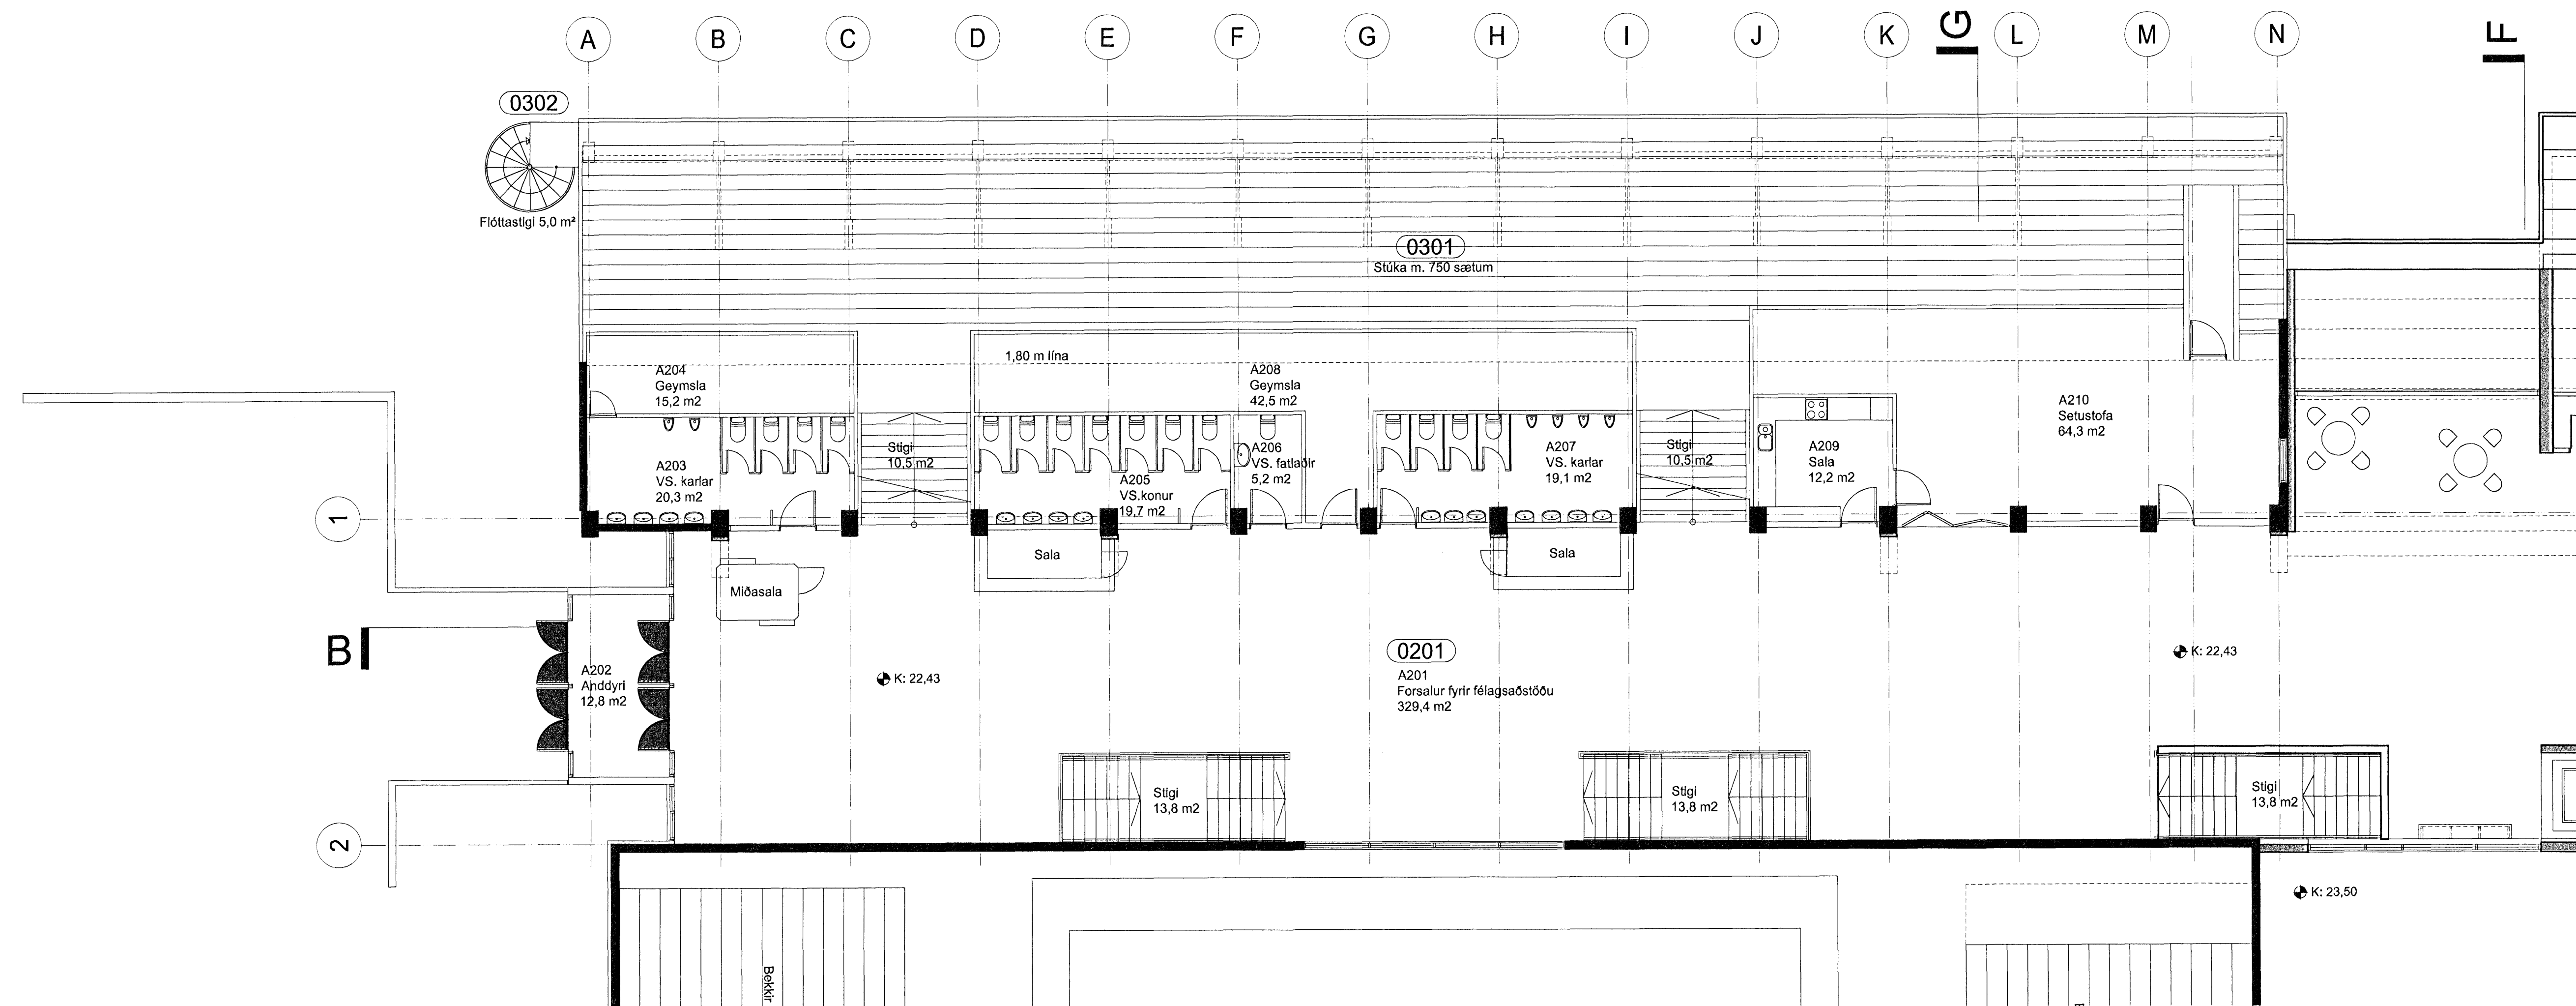 A B C D E F G H I J K L M N
G
F
0302
Flóttastigi 5,0 m²
0301
Stúka m. 750 sætum
1,80 m lína
A204
Geymsla
15,2 m2
A208
Geymsla
42,5 m2
A210
Setustofa
64,3 m2
A203
VS. karlar
20,3 m2
Stigi
10,5 m2
A205
VS.konur
19,7 m2
A206
VS. fatlaðir
5,2 m2
A207
VS. karlar
19,1 m2
Stigi
10,5 m2
A209
Sala
12,2 m2
1
Sala
Sala
Miðasala
B
A202
Anddyri
12,8 m2
K: 22,43
0201
A201
Forsalur fyrir félagsaðstöðu
329,4 m2
K: 22,43
Stigi
13,8 m2
Stigi
13,8 m2
Stigi
13,8 m2
2
K: 23,50
Bekkir